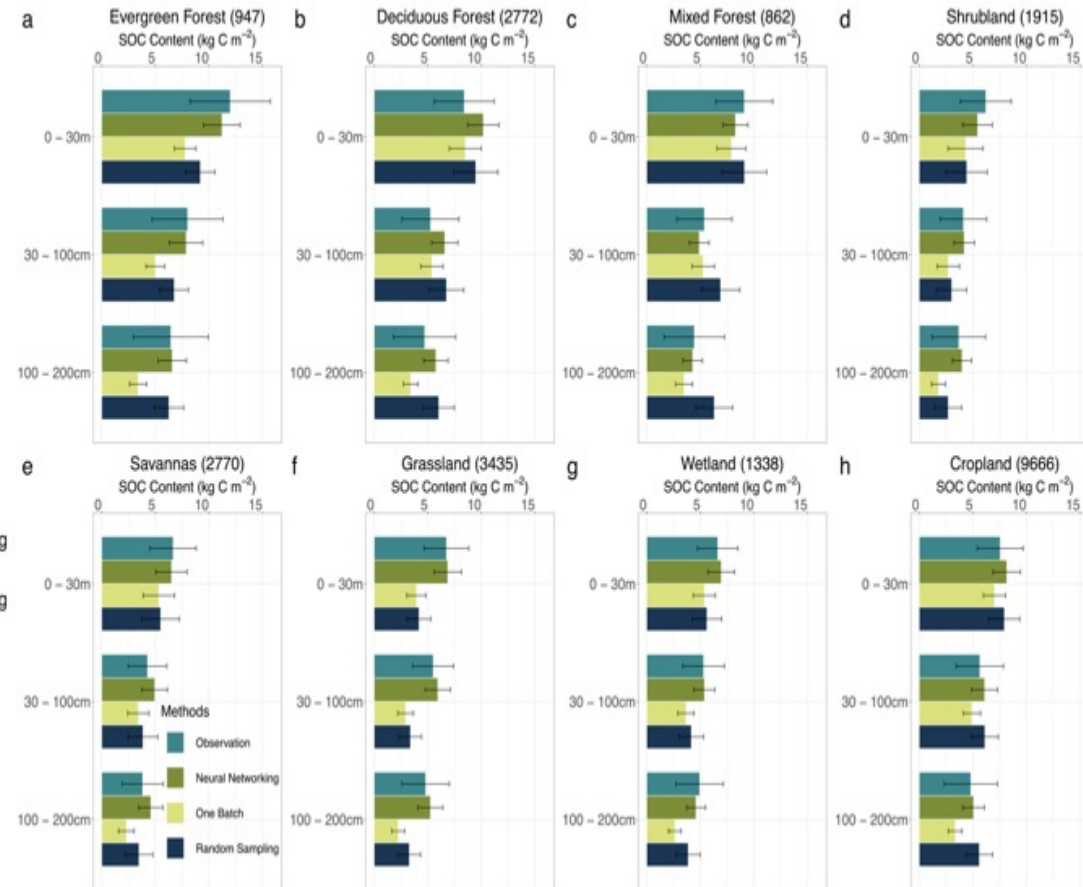 a Evergreen Forest (947)
SOC Content (kg C m⁻²)
0 5 10 15
0 − 30m
30 − 100cm
100 − 200cm
b Deciduous Forest (2772)
SOC Content (kg C m⁻²)
0 5 10 15
0 − 30m
30 − 100cm
100 − 200cm
c Mixed Forest (862)
SOC Content (kg C m⁻²)
0 5 10 15
0 − 30m
30 − 100cm
100 − 200cm
d Shrubland (1915)
SOC Content (kg C m⁻²)
0 5 10 15
0 − 30m
30 − 100cm
100 − 200cm
e Savannas (2770)
SOC Content (kg C m⁻²)
0 5 10 15
g
0 − 30m
g
30 − 100cm
100 − 200cm
Methods
Observation
Neural Networking
One Batch
Random Sampling
f Grassland (3435)
SOC Content (kg C m⁻²)
0 5 10 15
0 − 30m
30 − 100cm
100 − 200cm
g Wetland (1338)
SOC Content (kg C m⁻²)
0 5 10 15
0 − 30m
30 − 100cm
100 − 200cm
h Cropland (9666)
SOC Content (kg C m⁻²)
0 5 10 15
0 − 30m
30 − 100cm
100 − 200cm